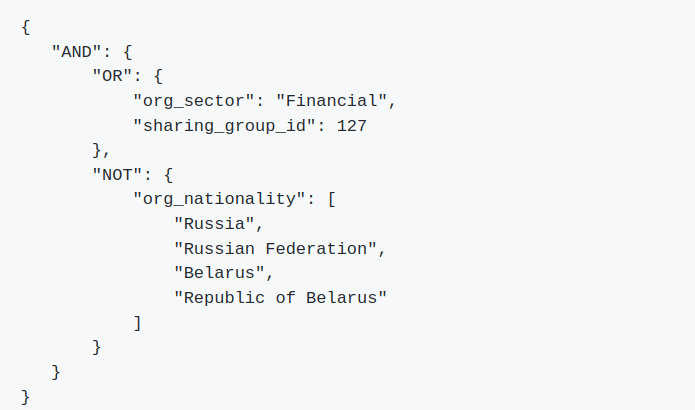 {
   "AND": {
       "OR": {
           "org_sector": "Financial",
           "sharing_group_id": 127
       },
       "NOT": {
           "org_nationality": [
               "Russia",
               "Russian Federation",
               "Belarus",
               "Republic of Belarus"
           ]
       }
   }
}